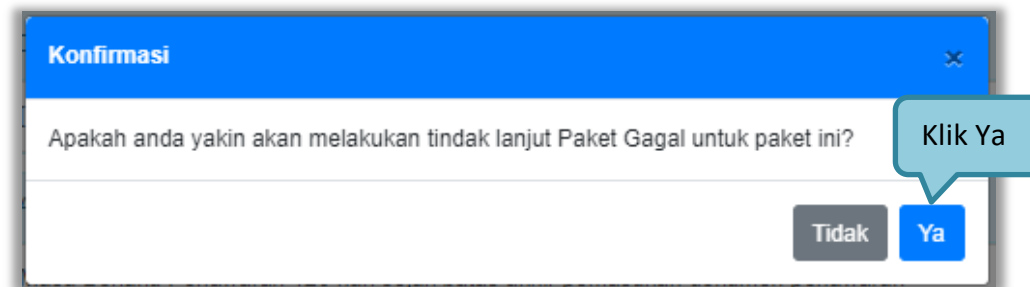 Konfirmasi
×
Apakah anda yakin akan melakukan tindak lanjut Paket Gagal untuk paket ini?
Klik Ya
Tidak
Ya